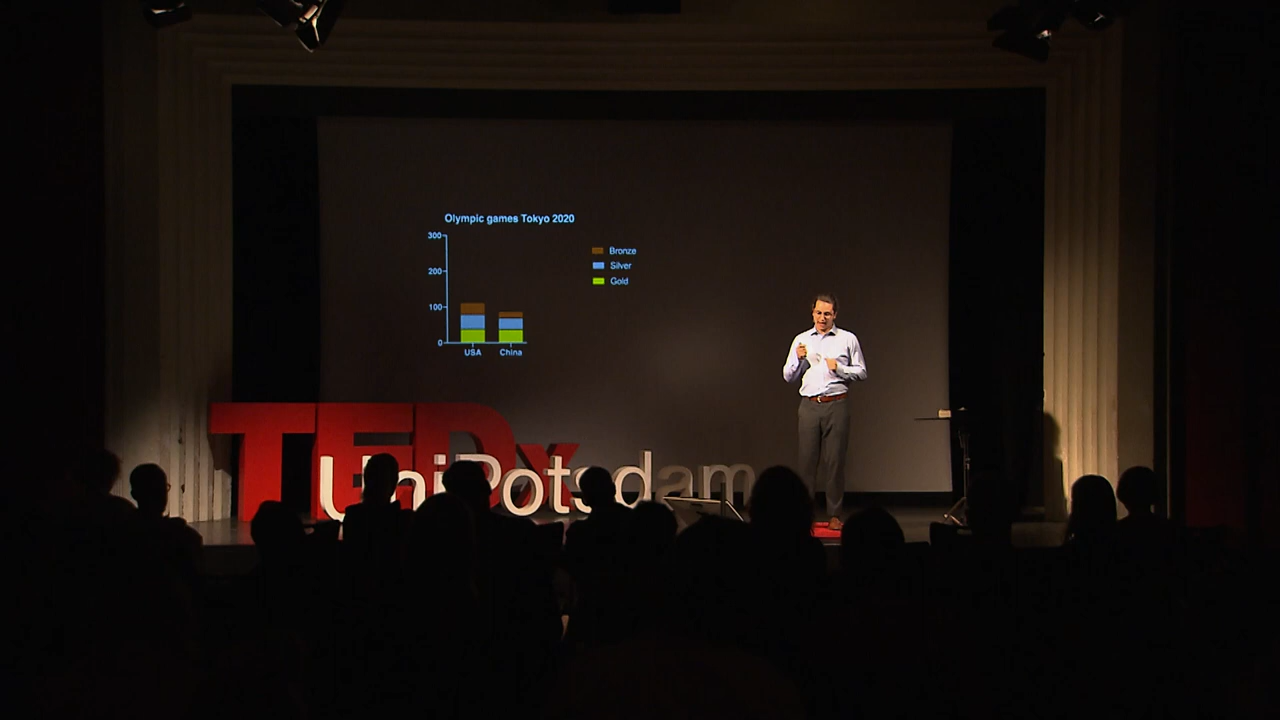 Olympic games Tokyo 2020
300
200
100
0
USA China
Bronze
Silver
Gold
TEDx
UniPotsdam